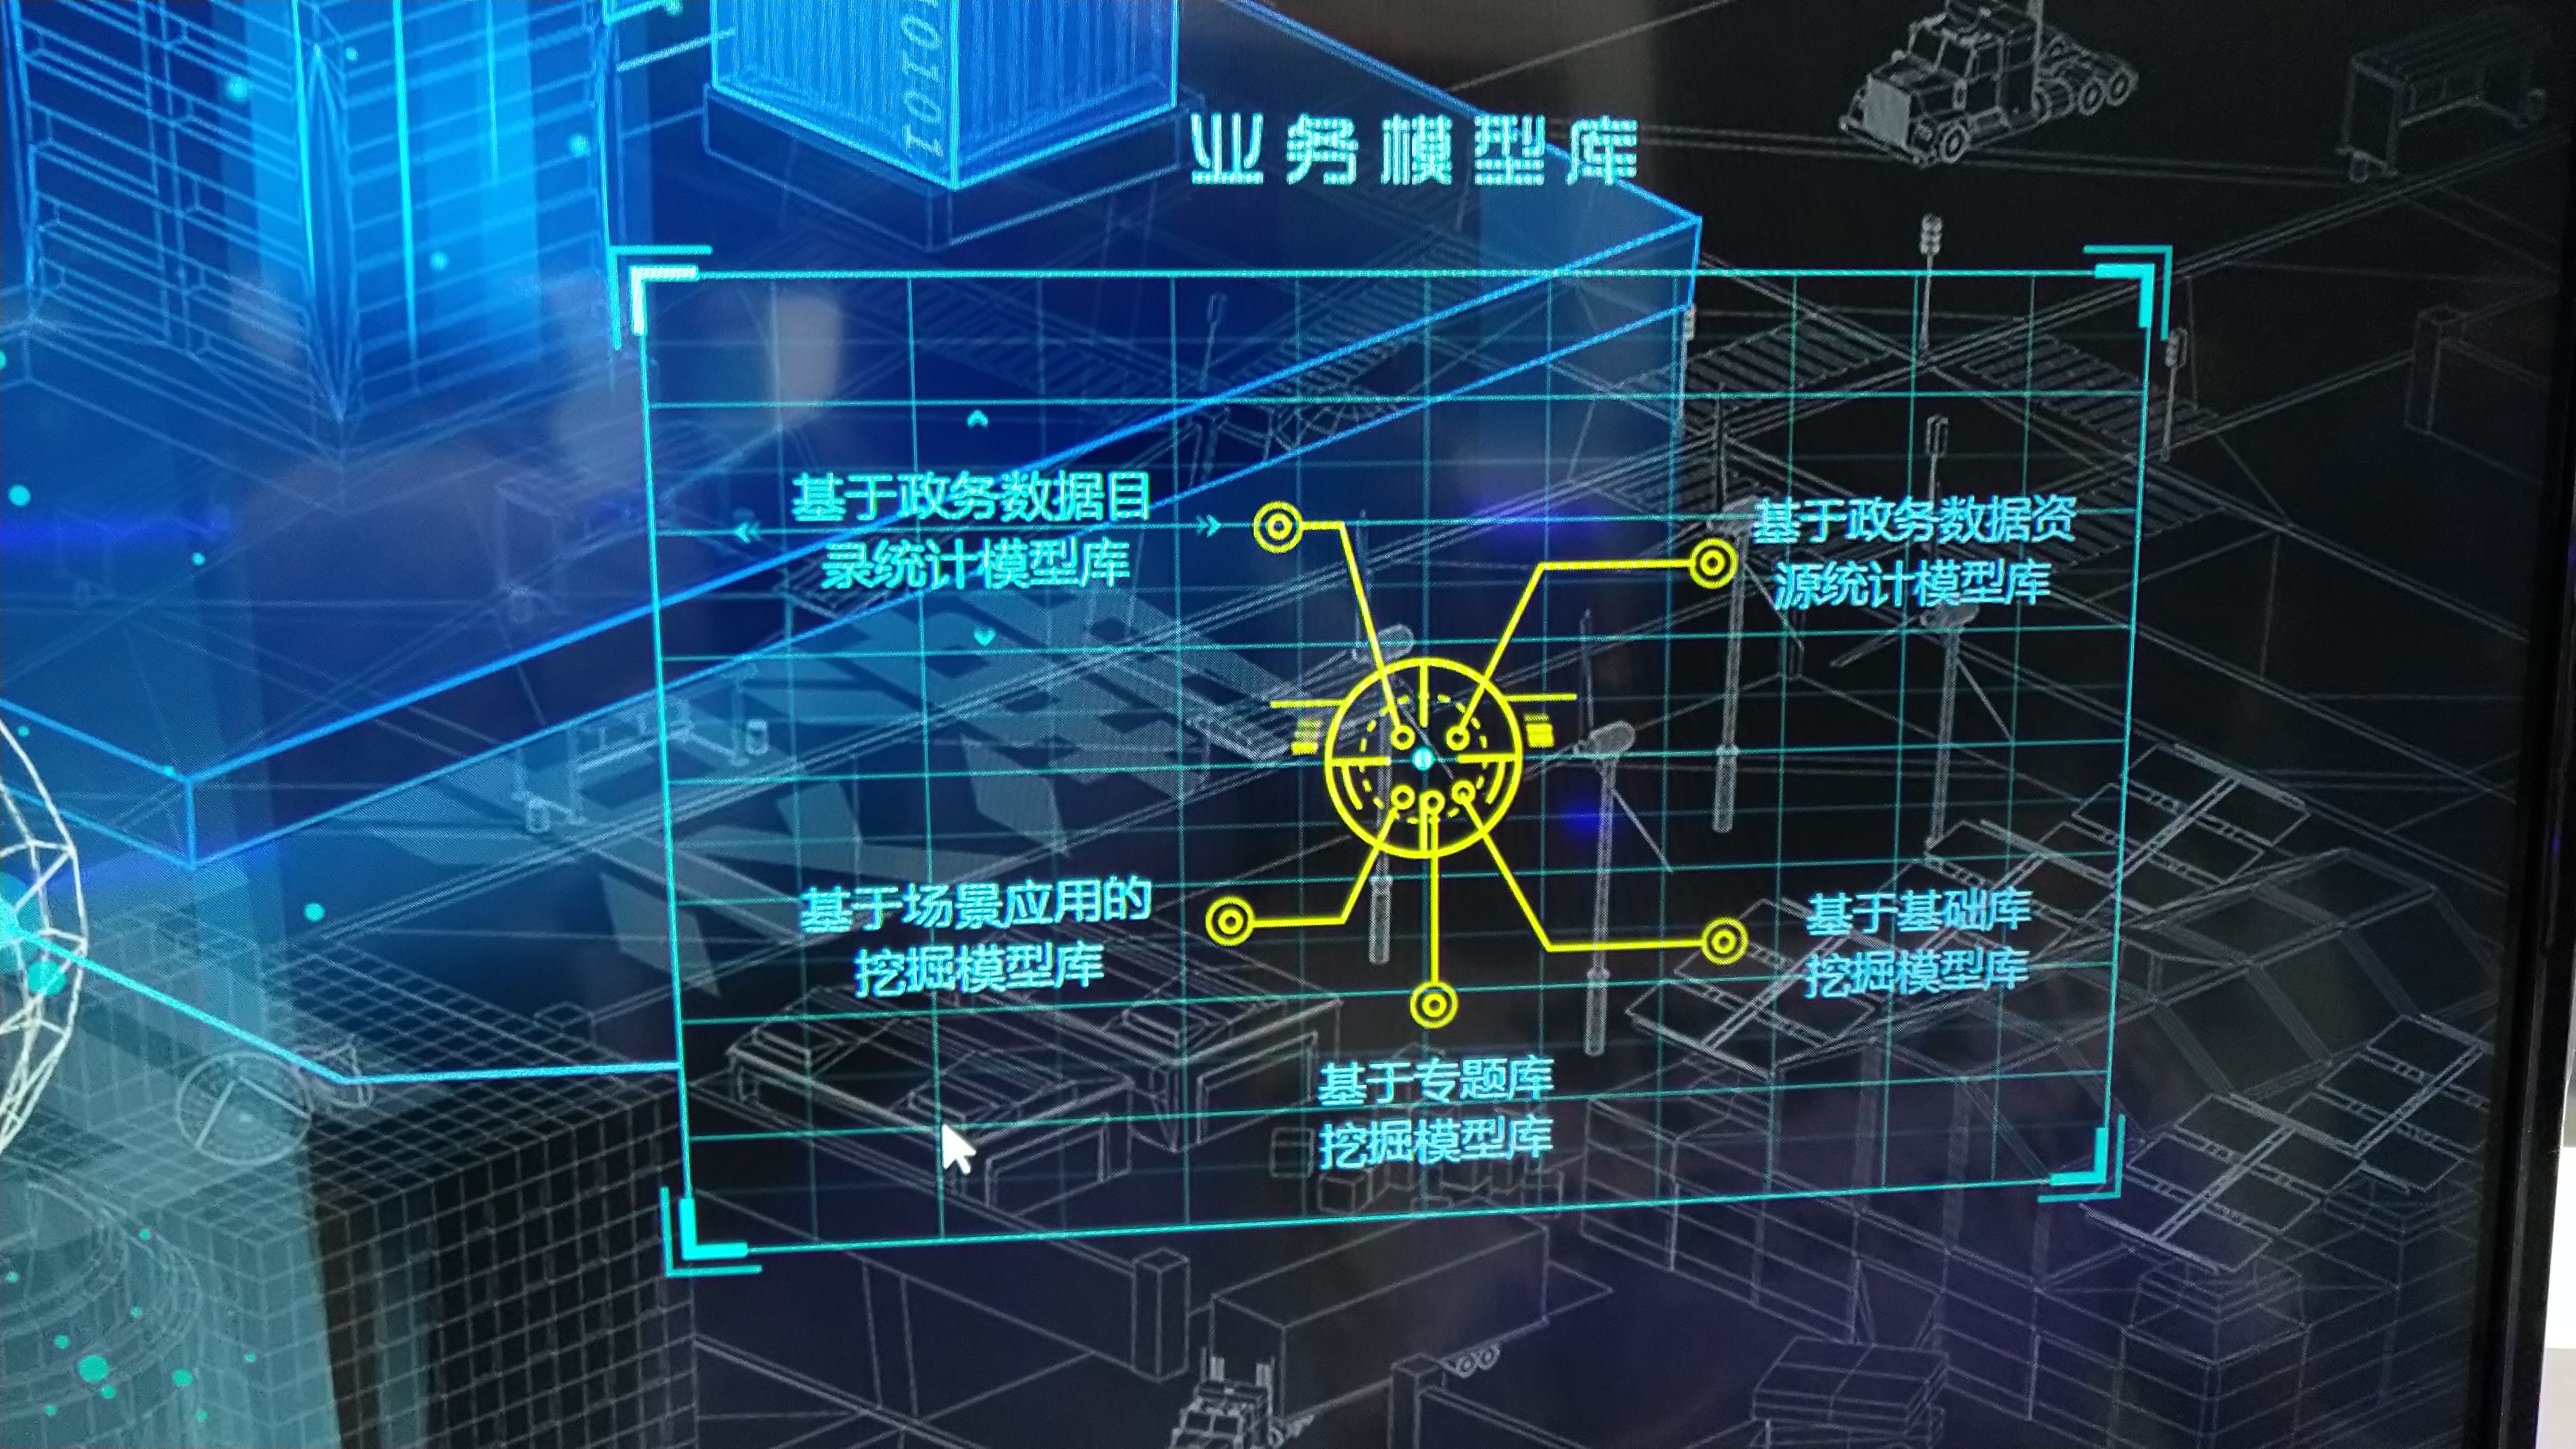 101010
业务模型库
基于政务数据目
录统计模型库
基于政务数据资
源统计模型库
基于场景应用的
挖掘模型库
基于基础库
挖掘模型库
基于专题库
挖掘模型库